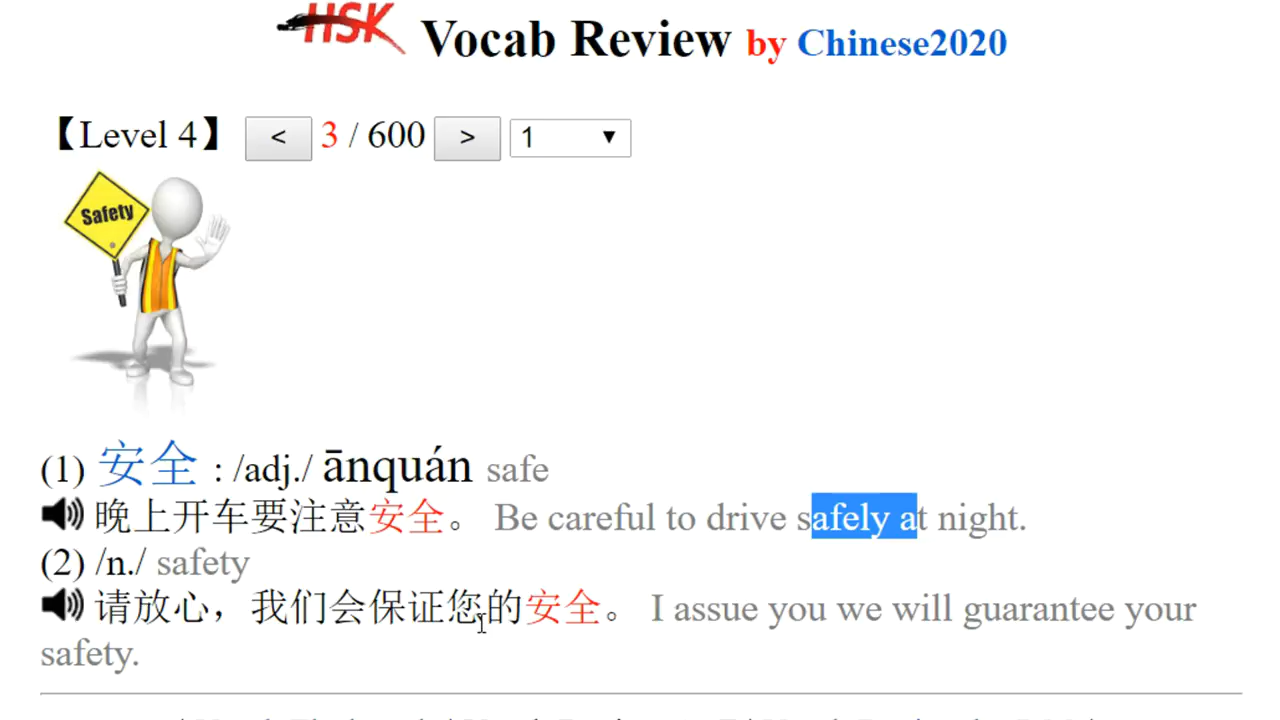 HSK Vocab Review by Chinese2020
【Level 4】 < 3 / 600 > 1
Safety
(1) 安全 : /adj./ ānquán safe
晚上开车要注意安全。 Be careful to drive safely at night.
(2) /n./ safety
请放心，我们会保证您的安全。 I assue you we will guarantee your
safety.